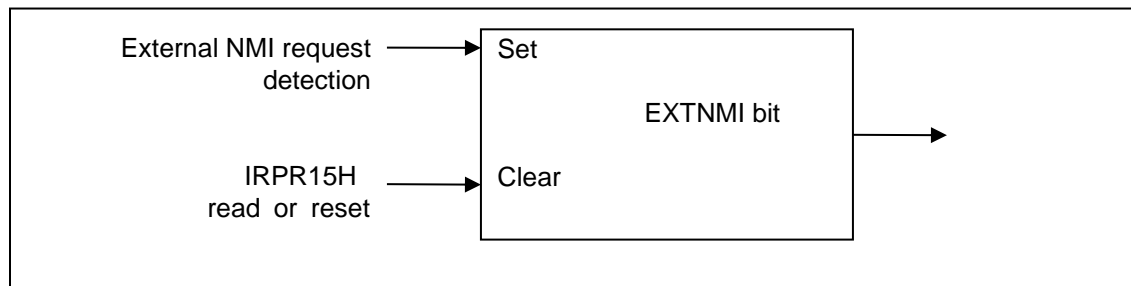 External NMI request
detection
Set
EXTNMI bit
IRPR15H
read or reset
Clear